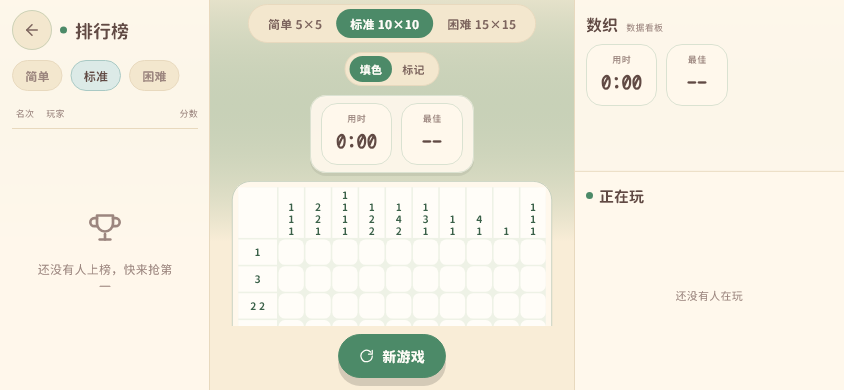 排行榜
简单 标准 困难
名次 玩家 分数
还没有人上榜，快来抢第
一
简单 5×5 标准 10×10 困难 15×15
填色 标记
用时 最佳
0:00 --
1
1 2 1 1 1 1 1
1 2 1 2 4 3 1 4 1
1 1 1 2 2 1 1 1 1 1
1
3
2 2
新游戏
数织 数据看板
用时 最佳
0:00 --
正在玩
还没有人在玩